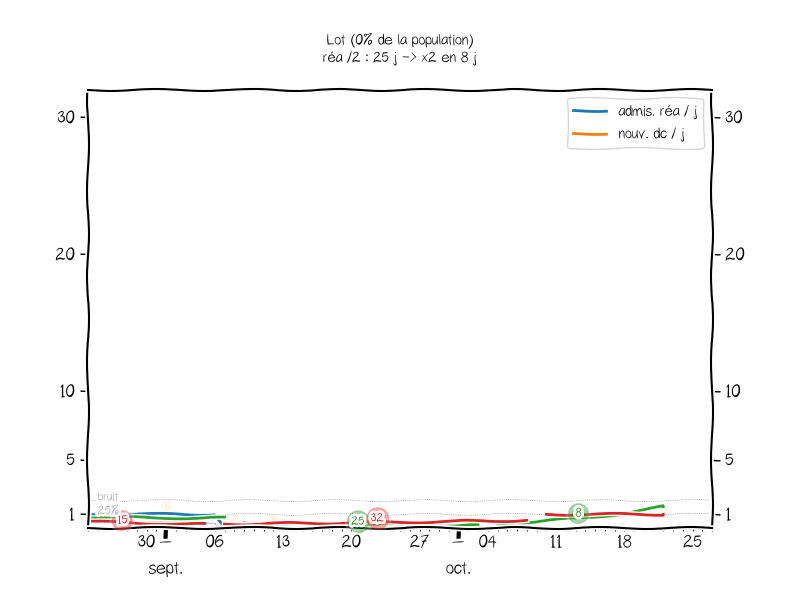 Lot (0% de la population)
réa /2 : 25 j -> x2 en 8 j
admis. réa / j
nouv. dc / j
30 30
20 20
10 10
5 5
bruit
25%
1 1
15 25 32 8
30 06 13 20 27 04 11 18 25
sept. oct.